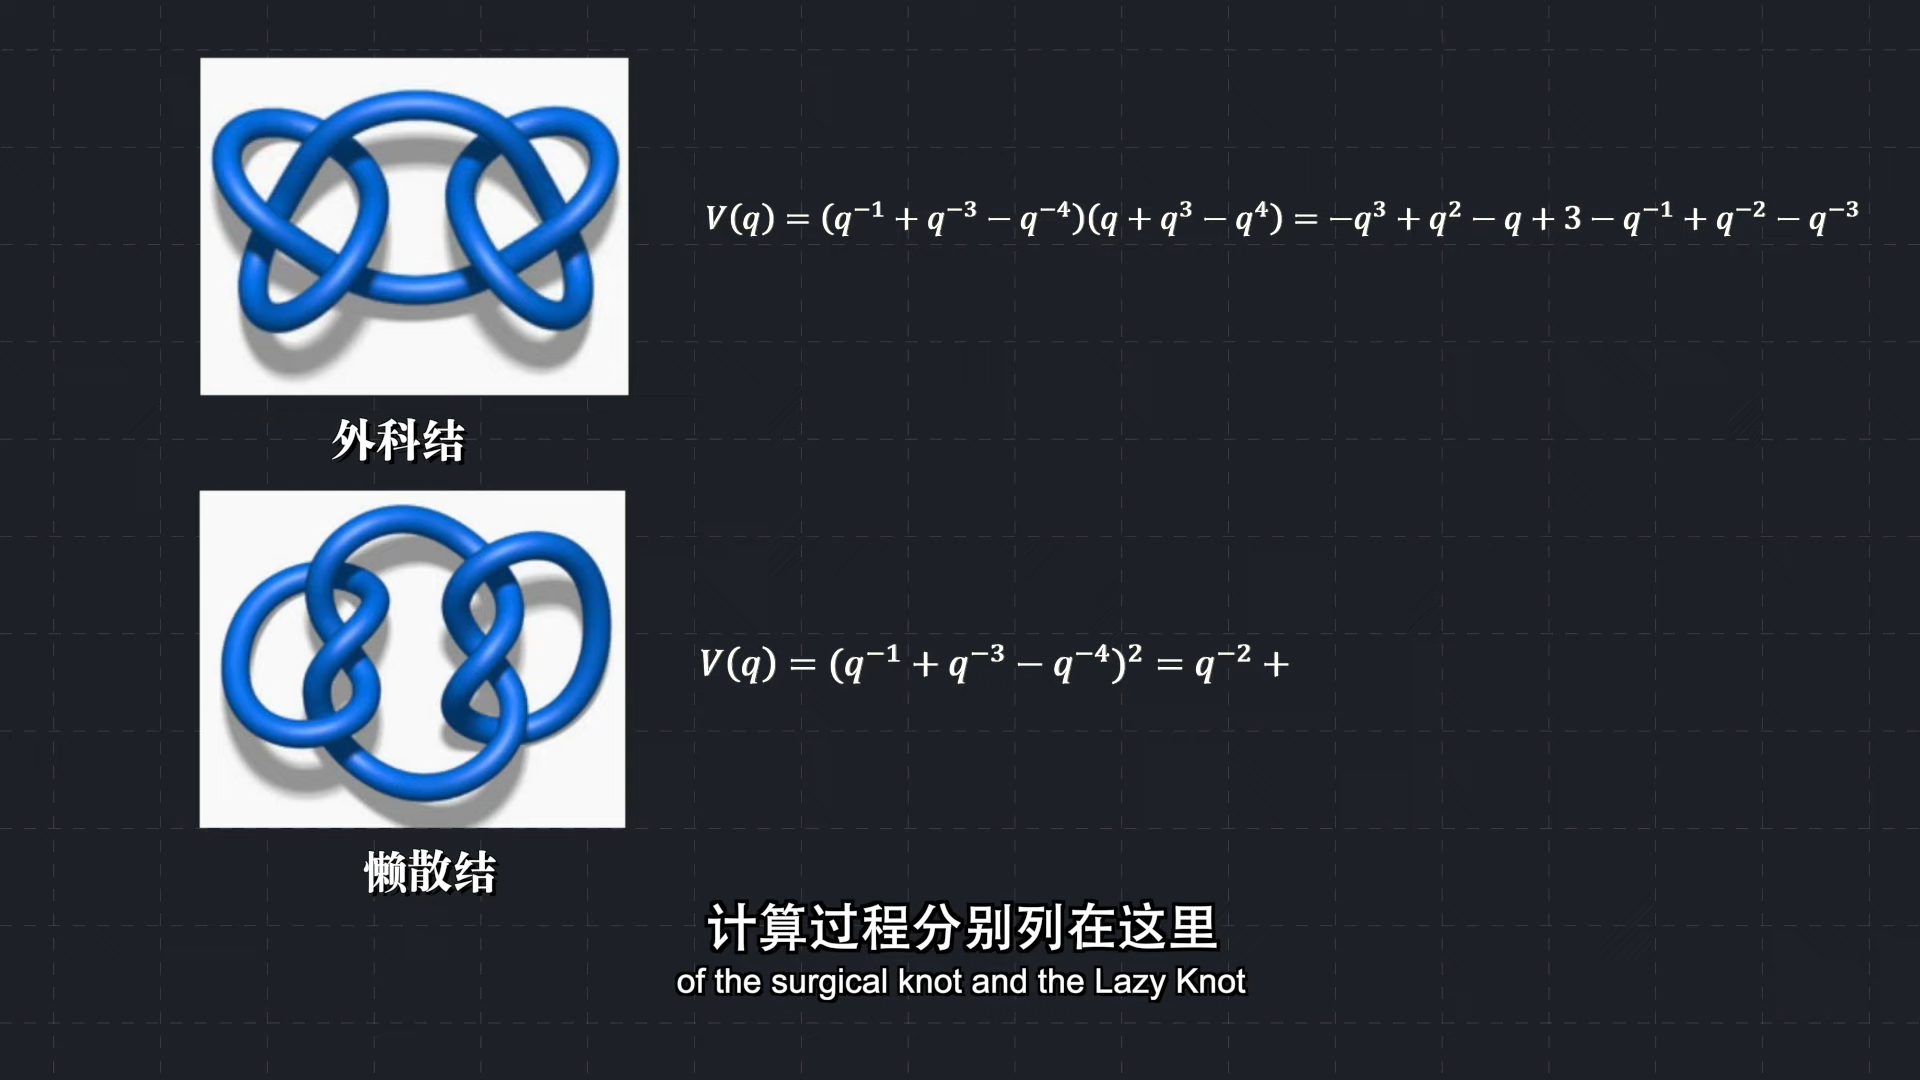 V(q) = (q⁻¹ + q⁻³ − q⁻⁴)(q + q³ − q⁴) = −q³ + q² − q + 3 − q⁻¹ + q⁻² − q⁻³
外科结
V(q) = (q⁻¹ + q⁻³ − q⁻⁴)² = q⁻² +
懒散结
计算过程分别列在这里
of the surgical knot and the Lazy Knot